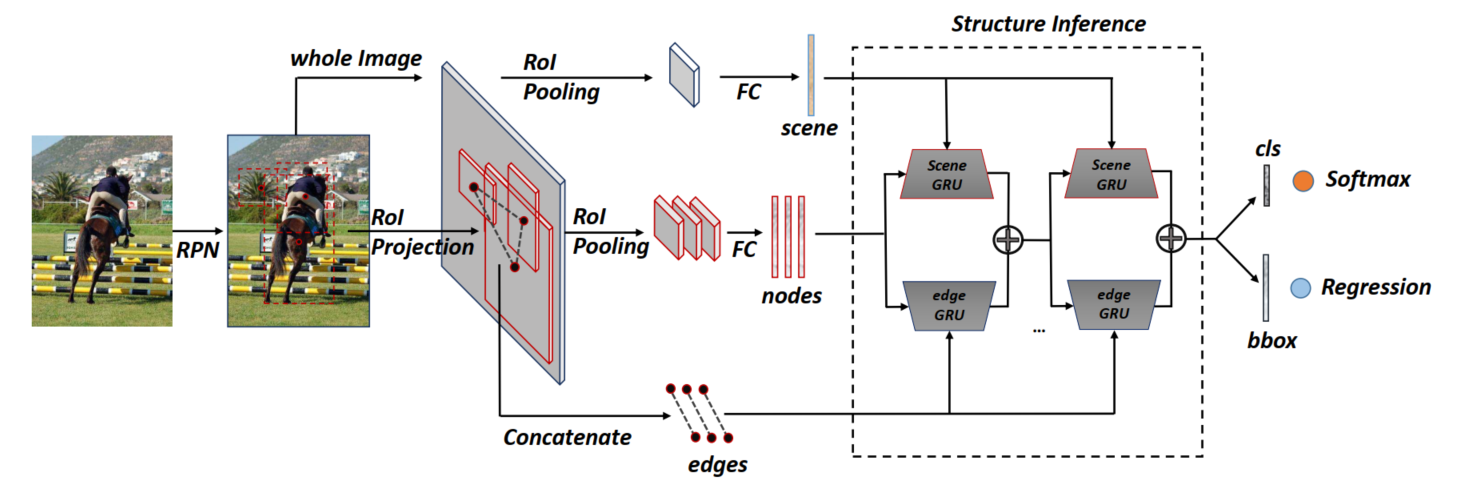 Structure Inference
whole Image
RoI
Pooling
FC
scene
Scene
GRU
Scene
GRU
cls
Softmax
RPN
RoI
Projection
RoI
Pooling
FC
nodes
edge
GRU
edge
GRU
...
Regression
bbox
Concatenate
edges